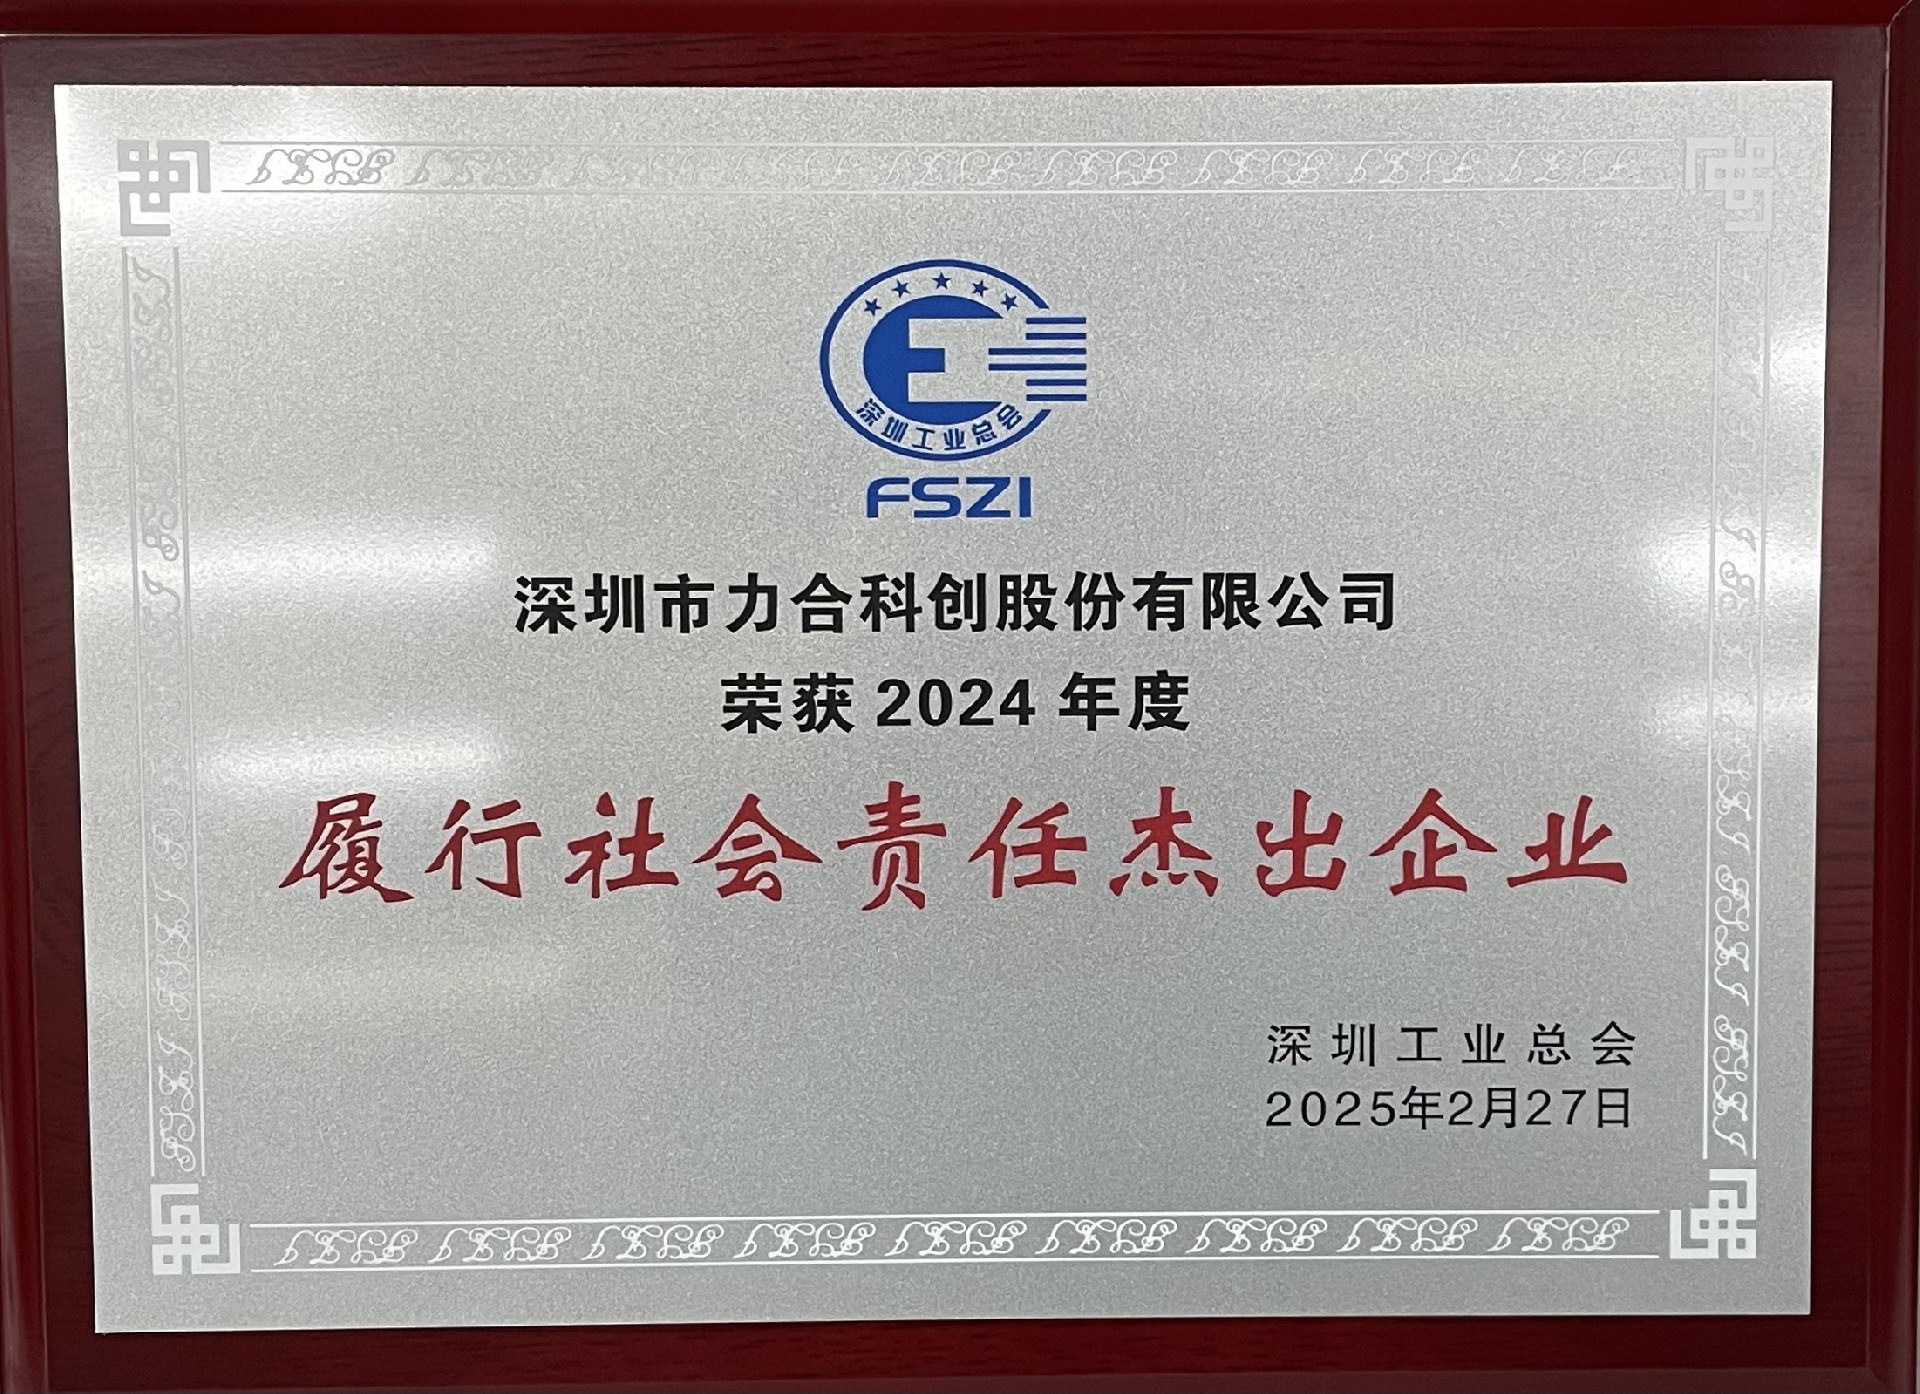 深圳工业总会
FSZI
深圳市力合科创股份有限公司
荣获 2024 年度
履行社会责任杰出企业
深圳工业总会
2025年2月27日